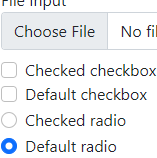 File input
Choose File No fil
Checked checkbox
Default checkbox
Checked radio
Default radio